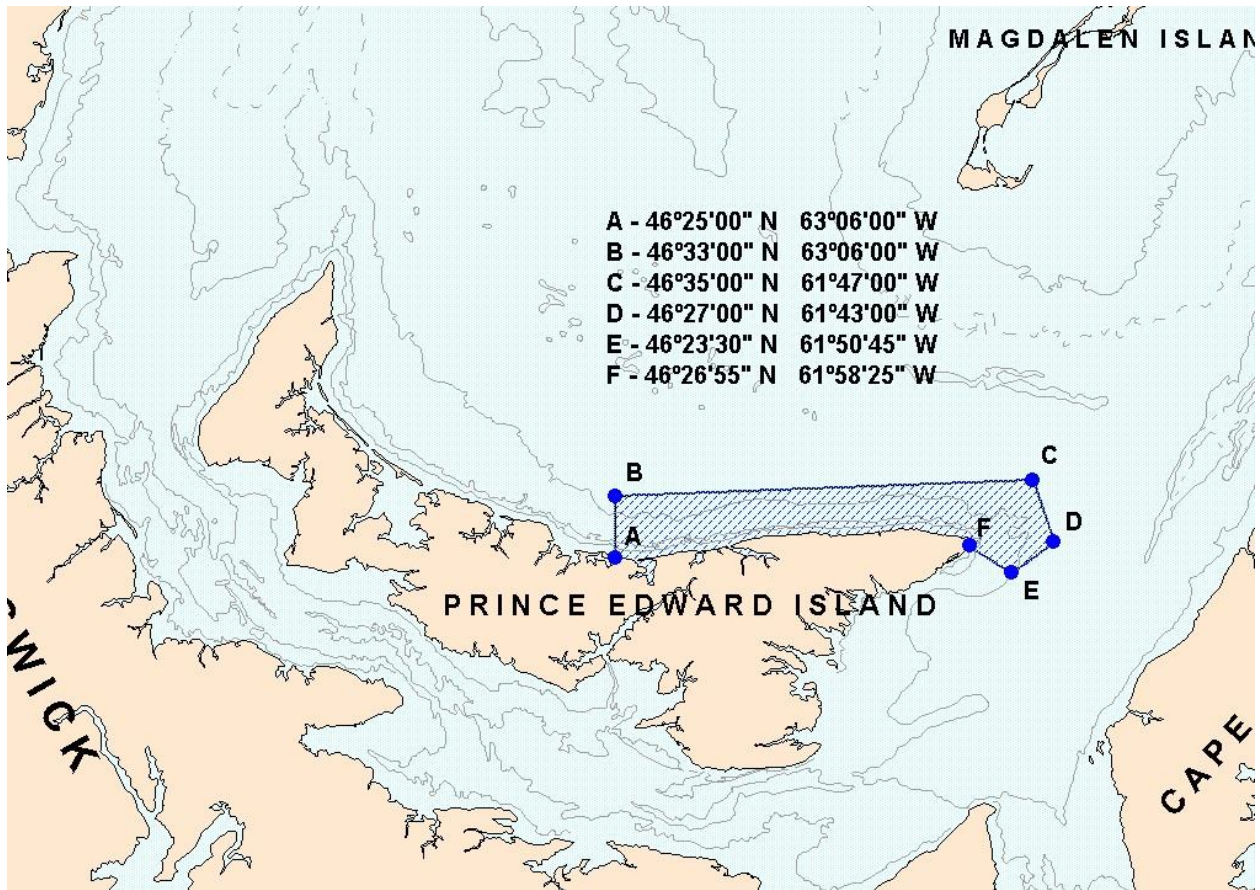 MAGDALEN ISLAN
A - 46º25'00" N 63º06'00" W
B - 46º33'00" N 63º06'00" W
C - 46º35'00" N 61º47'00" W
D - 46º27'00" N 61º43'00" W
E - 46º23'30" N 61º50'45" W
F - 46º26'55" N 61º58'25" W
C
B
D
A
F
E
PRINCE EDWARD ISLAND
WICK
CAPE